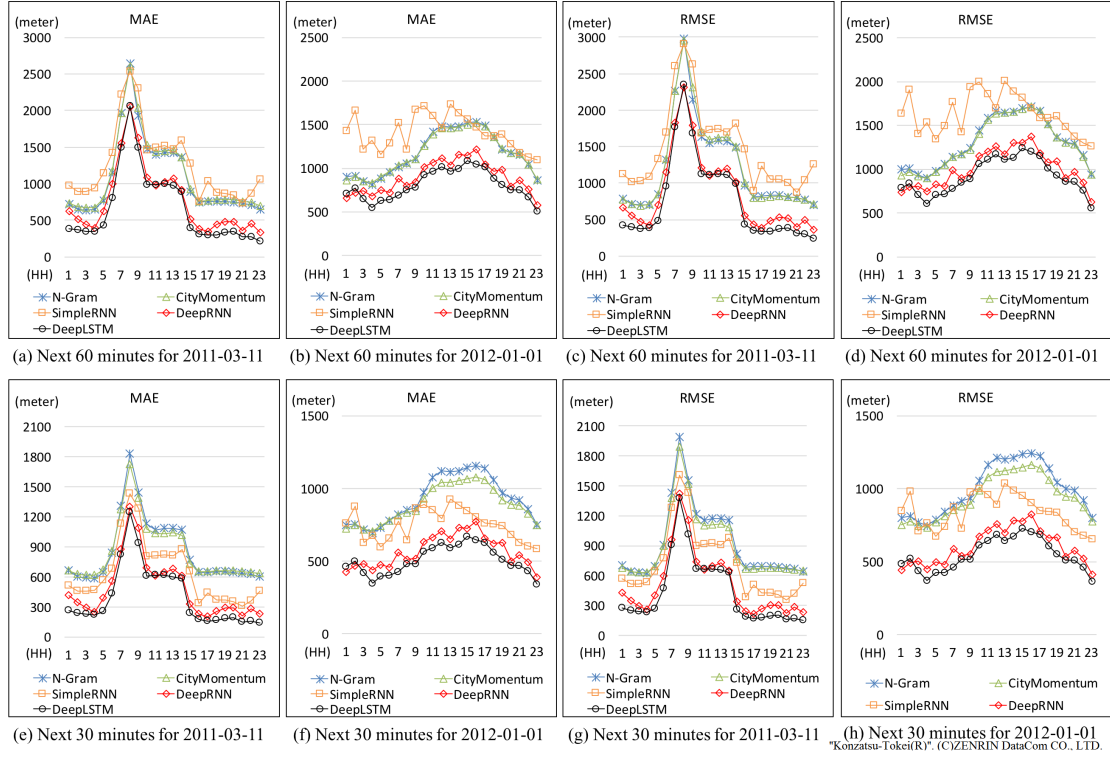 (meter) MAE
3000
2500
2000
1500
1000
500
0
(HH) 1 3 5 7 9 11 13 15 17 19 21 23
N-Gram CityMomentum
SimpleRNN DeepRNN
DeepLSTM
(a) Next 60 minutes for 2011-03-11
(meter) MAE
2500
2000
1500
1000
500
0
(HH) 1 3 5 7 9 11 13 15 17 19 21 23
N-Gram CityMomentum
SimpleRNN DeepRNN
DeepLSTM
(b) Next 60 minutes for 2012-01-01
(meter) RMSE
3000
2500
2000
1500
1000
500
0
(HH) 1 3 5 7 9 11 13 15 17 19 21 23
N-Gram CityMomentum
SimpleRNN DeepRNN
DeepLSTM
(c) Next 60 minutes for 2011-03-11
(meter) RMSE
2500
2000
1500
1000
500
0
(HH) 1 3 5 7 9 11 13 15 17 19 21 23
N-Gram CityMomentum
SimpleRNN DeepRNN
DeepLSTM
(d) Next 60 minutes for 2012-01-01
(meter) MAE
2100
1800
1500
1200
900
600
300
0
(HH) 1 3 5 7 9 11 13 15 17 19 21 23
N-Gram CityMomentum
SimpleRNN DeepRNN
DeepLSTM
(e) Next 30 minutes for 2011-03-11
(meter) MAE
1500
1000
500
0
(HH) 1 3 5 7 9 11 13 15 17 19 21 23
N-Gram CityMomentum
SimpleRNN DeepRNN
DeepLSTM
(f) Next 30 minutes for 2012-01-01
(meter) RMSE
2100
1800
1500
1200
900
600
300
0
(HH) 1 3 5 7 9 11 13 15 17 19 21 23
N-Gram CityMomentum
SimpleRNN DeepRNN
DeepLSTM
(g) Next 30 minutes for 2011-03-11
(meter) RMSE
1500
1000
500
0
(HH) 1 3 5 7 9 11 13 15 17 19 21 23
N-Gram CityMomentum
SimpleRNN DeepRNN
(h) Next 30 minutes for 2012-01-01
"Konzatsu-Tokei(R)". (C)ZENRIN DataCom CO., LTD.